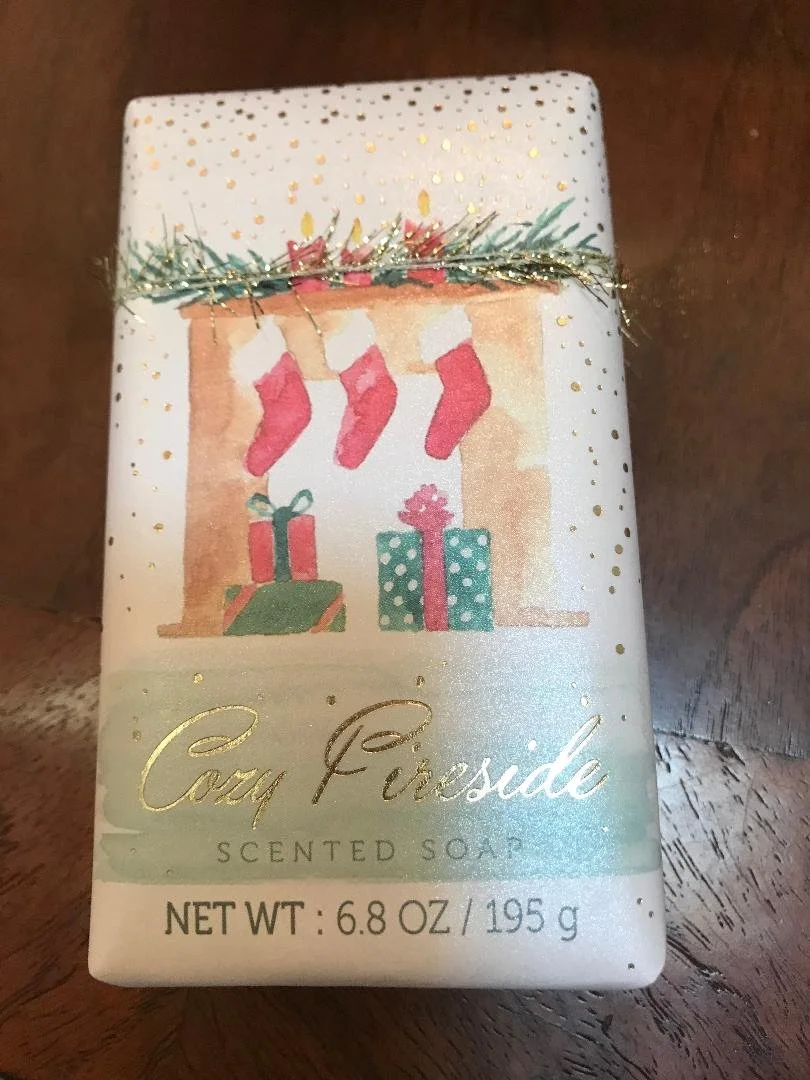 Cozy Fireside
SCENTED SOAP
NET WT : 6.8 OZ / 195 g